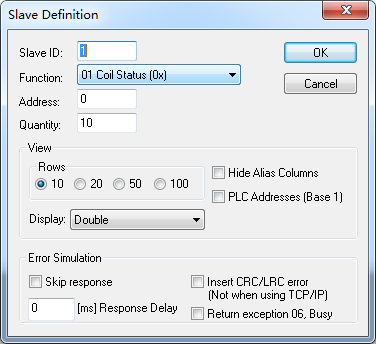 Slave Definition
Slave ID: 1
OK
Function: 01 Coil Status (0x)
Cancel
Address: 0
Quantity: 10
View
Rows
10 20 50 100
Hide Alias Columns
PLC Addresses (Base 1)
Display: Double
Error Simulation
Skip response
Insert CRC/LRC error
(Not when using TCP/IP)
0 [ms] Response Delay
Return exception 06, Busy